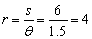 r = s/θ = 6/1.5 = 4